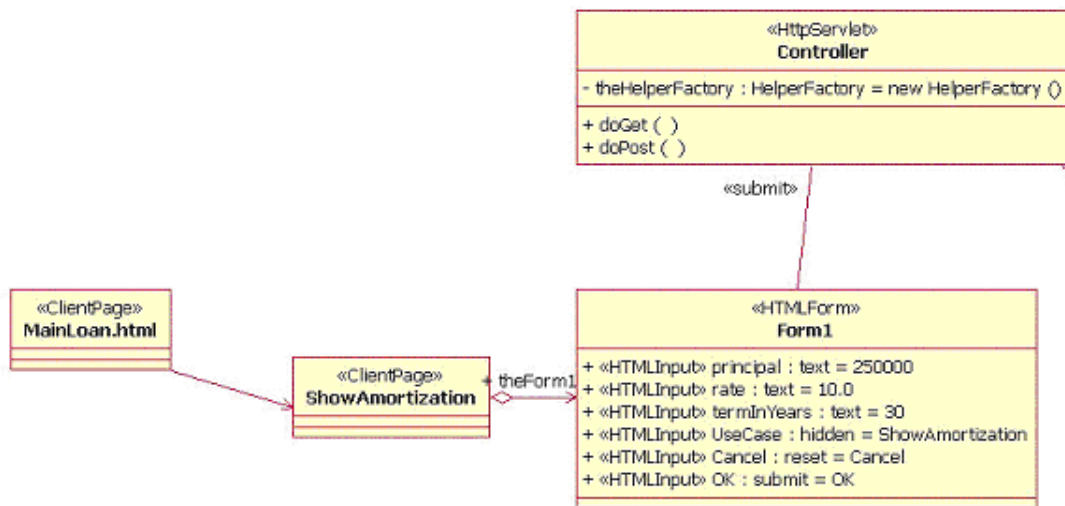 «HttpServlet»
Controller
- theHelperFactory : HelperFactory = new HelperFactory ()
+ doGet ( )
+ doPost ( )
«submit»
«ClientPage»
MainLoan.html
«ClientPage»
ShowAmortization
+ theForm1
«HTMLForm»
Form1
+ «HTMLInput» principal : text = 250000
+ «HTMLInput» rate : text = 10.0
+ «HTMLInput» termInYears : text = 30
+ «HTMLInput» UseCase : hidden = ShowAmortization
+ «HTMLInput» Cancel : reset = Cancel
+ «HTMLInput» OK : submit = OK